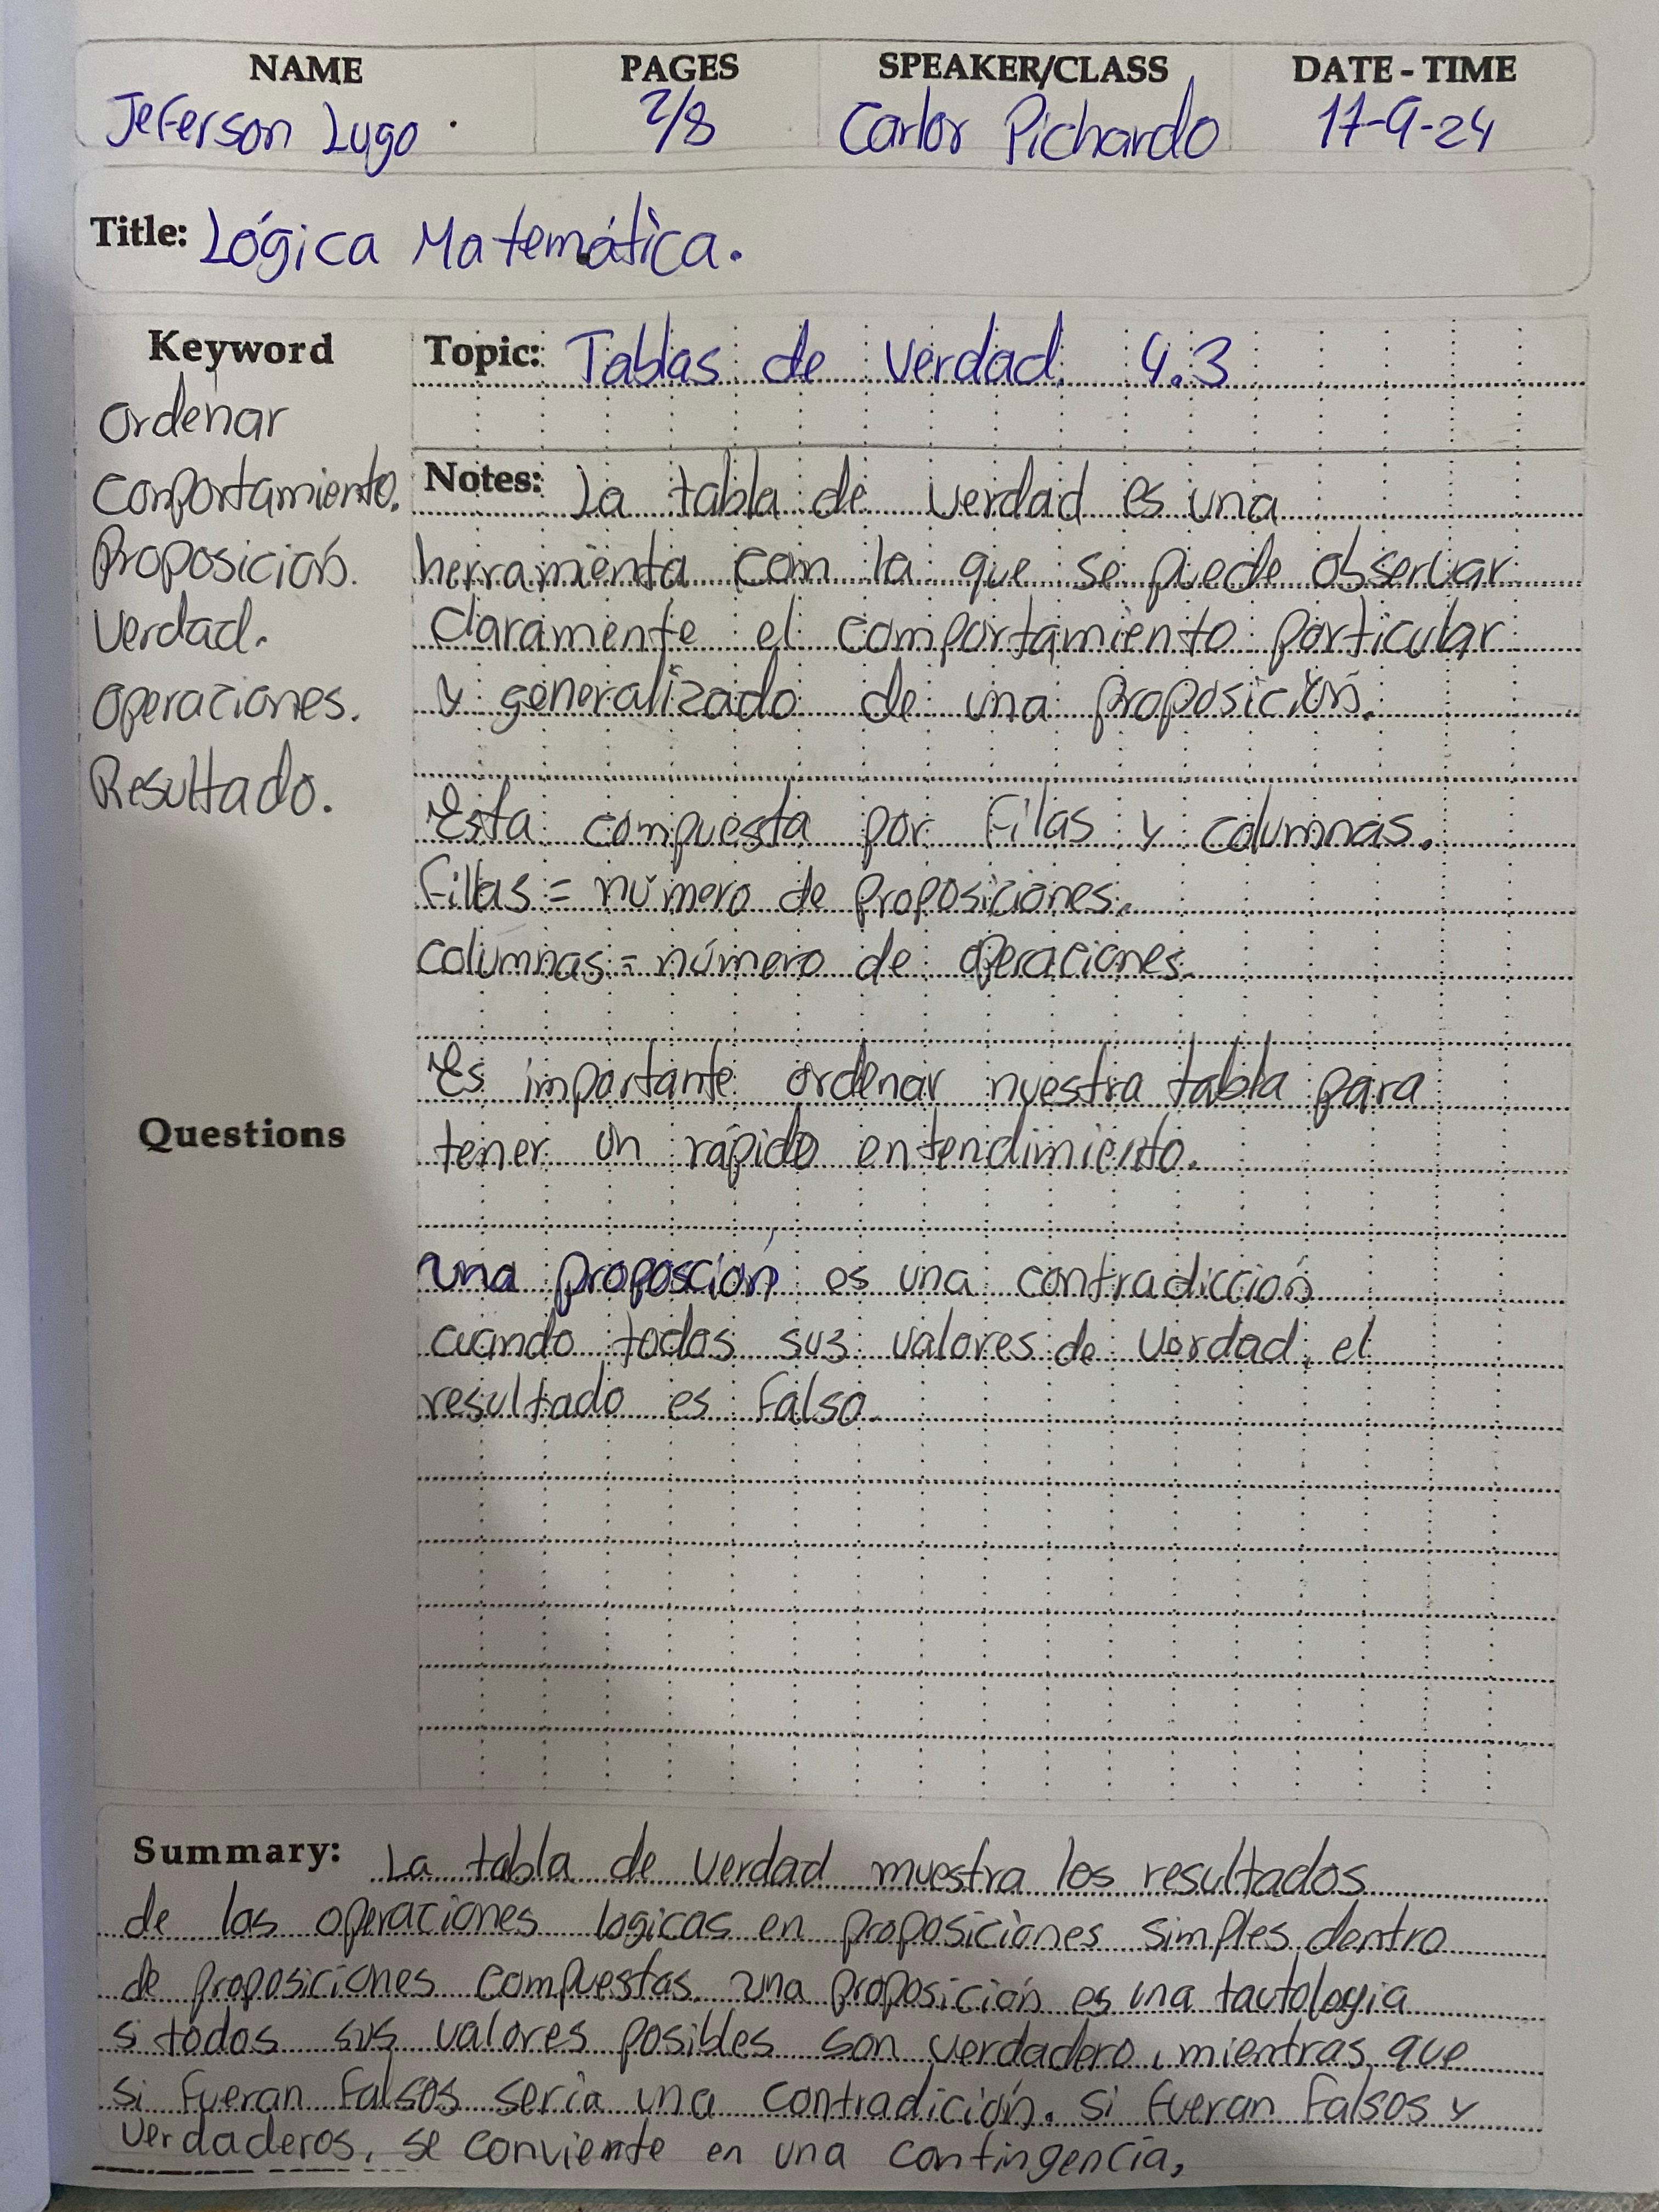 NAME PAGES SPEAKER/CLASS DATE - TIME
Jeferson Lugo. 2/8 Carlor Pichardo 17-9-24
Title: Lógica Matemática.
Keyword
Ordenar
Comportamiento.
Proposición.
Verdad.
Operaciones.
Resultado.
Questions
Topic: Tablas de Verdad. 4.3
Notes: La tabla de verdad es una
herramienta com la que se puede observar
Claramente el comportamiento particular
y generalizado de una proposición.
Esta compuesta por filas y columnas.
Fillas = número de proposiciones.
Columnas = número de operaciones.
Es importante ordenar nuestra tabla para
tener un rápido entendimiento.
Una proposción es una contradicción
cuando todos sus valores de verdad, el
resultado es falso.
Summary: La tabla de verdad muestra los resultados
de las operaciones logicas en proposiciones simples dentro
de proposiciones compuestas. Una proposición es una tautologia
si todos sus valores posibles son verdadero, mientras que
si fueran falsos seria una contradición. Si fueran falsos y
verdaderos, se conviente en una contingencia,